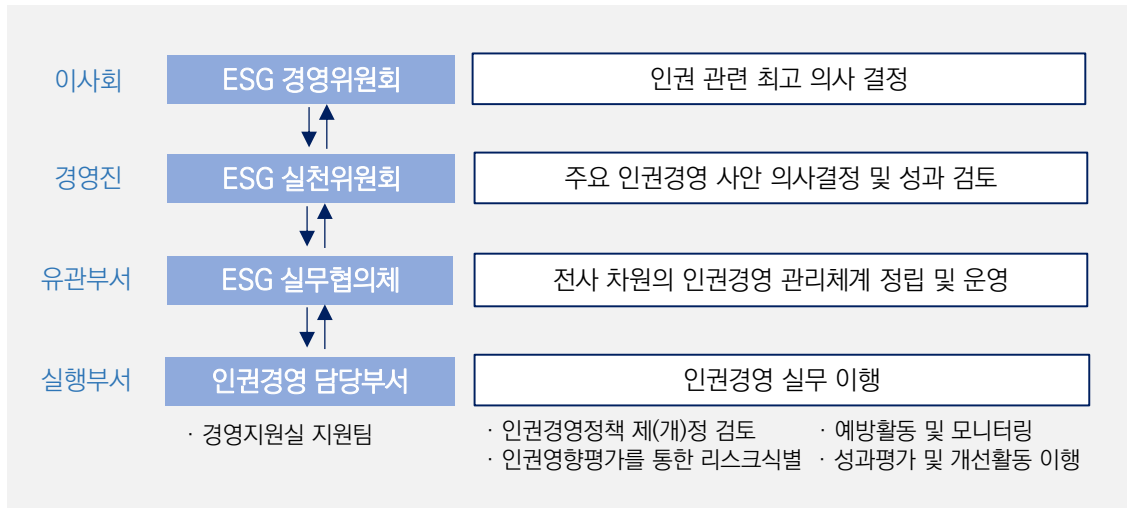 이사회 ESG 경영위원회 인권 관련 최고 의사 결정
경영진 ESG 실천위원회 주요 인권경영 사안 의사결정 및 성과 검토
유관부서 ESG 실무협의체 전사 차원의 인권경영 관리체계 정립 및 운영
실행부서 인권경영 담당부서 인권경영 실무 이행
· 경영지원실 지원팀 · 인권경영정책 제(개)정 검토 · 예방활동 및 모니터링
· 인권영향평가를 통한 리스크식별 · 성과평가 및 개선활동 이행